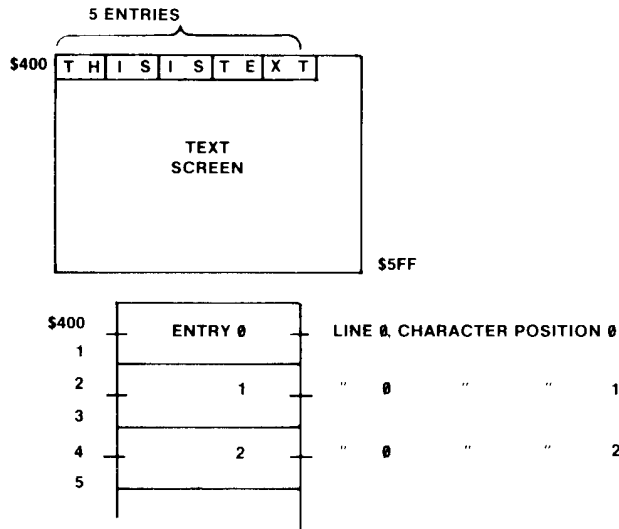 5 ENTRIES
$400 T H I S I S T E X T
TEXT
SCREEN
$5FF
$400 ENTRY 0 LINE 0, CHARACTER POSITION 0
1
2 1 " 0 " " 1
3
4 2 " 0 " " 2
5